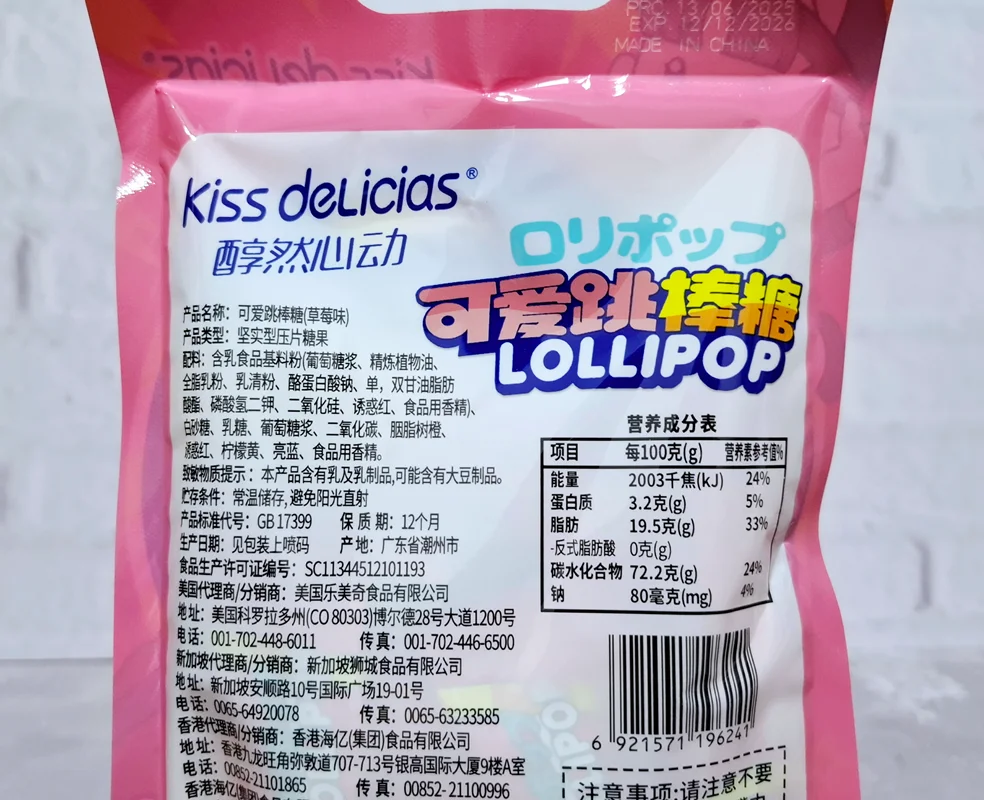 PRC. 13/06/2025
EXP. 12/12/2026
MADE IN CHINA
Kiss delicias
Kiss deLicias®
醇享然心动
ロリポップ
可爱跳棒糖
LOLLIPOP
产品名称：可爱跳棒糖(草莓味)
产品类型：坚实型压片糖果
配料：含乳食品基料粉(葡萄糖浆、精炼植物油、
全脂乳粉、乳清粉、酪蛋白酸钠、单，双甘油脂肪
酸酯、磷酸氢二钾、二氧化硅、诱惑红、食品用香精)、
白砂糖、乳糖、葡萄糖浆、二氧化碳、胭脂树橙、
诱惑红、柠檬黄、亮蓝、食品用香精。
致敏物质提示：本产品含有乳及乳制品,可能含有大豆制品。
贮存条件：常温储存,避免阳光直射
产品标准代号：GB 17399 保质期：12个月
生产日期：见包装上喷码 产地：广东省潮州市
食品生产许可证编号：SC11344512101193
美国代理商/分销商：美国乐美奇食品有限公司
地址：美国科罗拉多州(CO 80303)博尔德28号大道1200号
电话：001-702-448-6011 传真：001-702-446-6500
新加坡代理商/分销商：新加坡狮城食品有限公司
地址：新加坡安顺路10号国际广场19-01号
电话：0065-64920078 传真：0065-63233585
香港代理商/分销商：香港海亿(集团)食品有限公司
地址：香港九龙旺角弥敦道707-713号银高国际大厦9楼A室
电话：00852-21101865 传真：00852-21100996
香港海亿(集团)食品有限公司
营养成分表
项目 每100克(g) 营养素参考值%
能量 2003千焦(kJ) 24%
蛋白质 3.2克(g) 5%
脂肪 19.5克(g) 33%
-反式脂肪酸 0克(g)
碳水化合物 72.2克(g) 24%
钠 80毫克(mg) 4%
6 921571 196241
注意事项:请注意不要